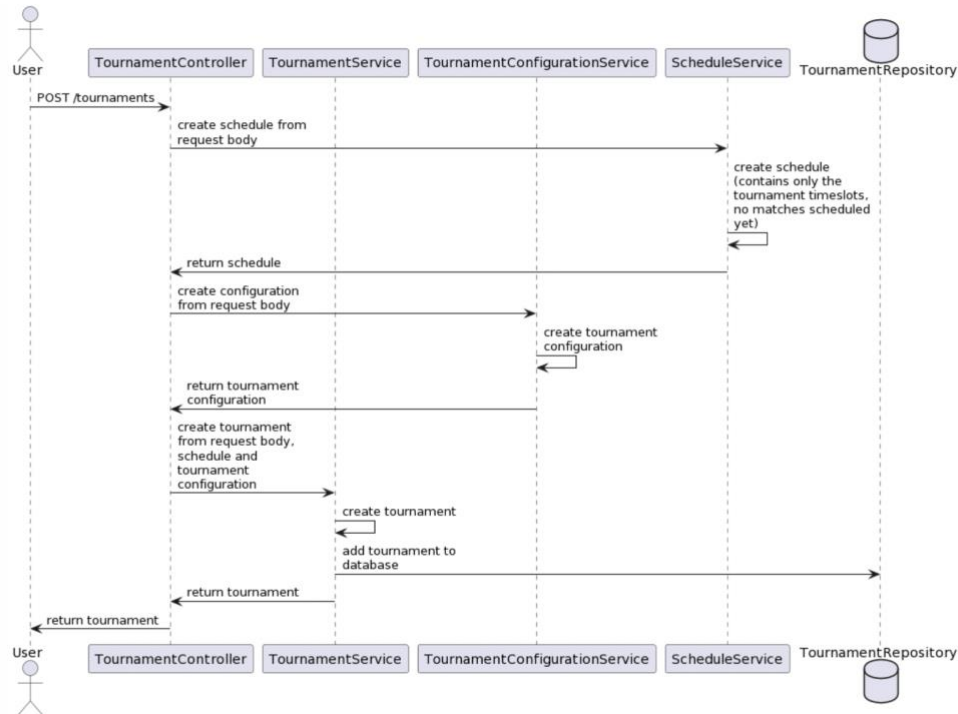 User
TournamentController
TournamentService
TournamentConfigurationService
ScheduleService
TournamentRepository
POST /tournaments
create schedule from
request body
create schedule
(contains only the
tournament timeslots,
no matches scheduled
yet)
return schedule
create configuration
from request body
create tournament
configuration
return tournament
configuration
create tournament
from request body,
schedule and
tournament
configuration
create tournament
add tournament to
database
return tournament
return tournament
User
TournamentController
TournamentService
TournamentConfigurationService
ScheduleService
TournamentRepository